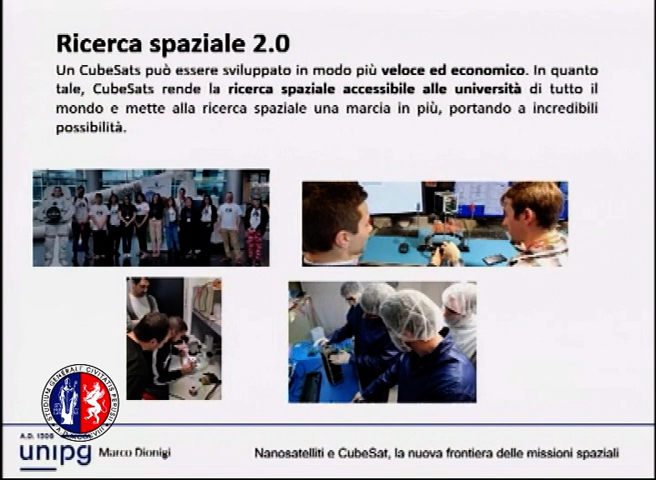 Ricerca spaziale 2.0
Un CubeSats può essere sviluppato in modo più veloce ed economico. In quanto
tale, CubeSats rende la ricerca spaziale accessibile alle università di tutto il
mondo e mette alla ricerca spaziale una marcia in più, portando a incredibili
possibilità.
A.D. 1308
unipg
Marco Dionigi
Nanosatelliti e CubeSat, la nuova frontiera delle missioni spaziali